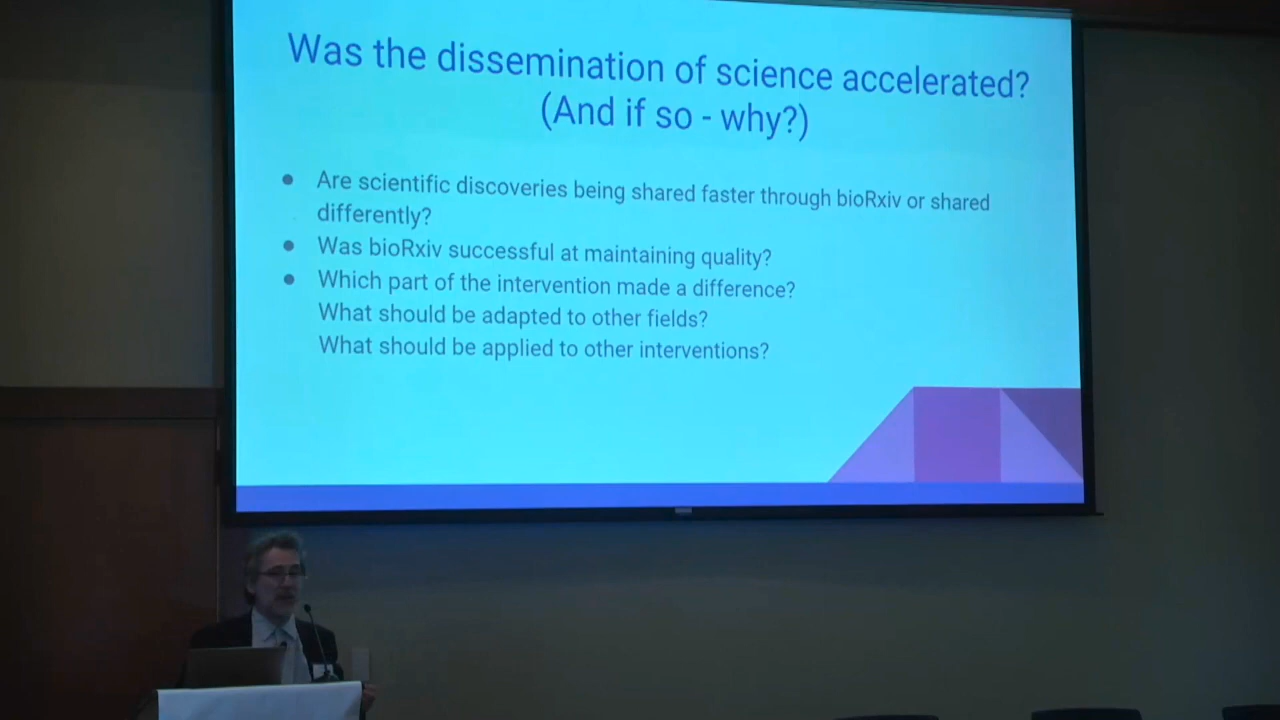 Was the dissemination of science accelerated?
(And if so - why?)
● Are scientific discoveries being shared faster through bioRxiv or shared
differently?
● Was bioRxiv successful at maintaining quality?
● Which part of the intervention made a difference?
What should be adapted to other fields?
What should be applied to other interventions?